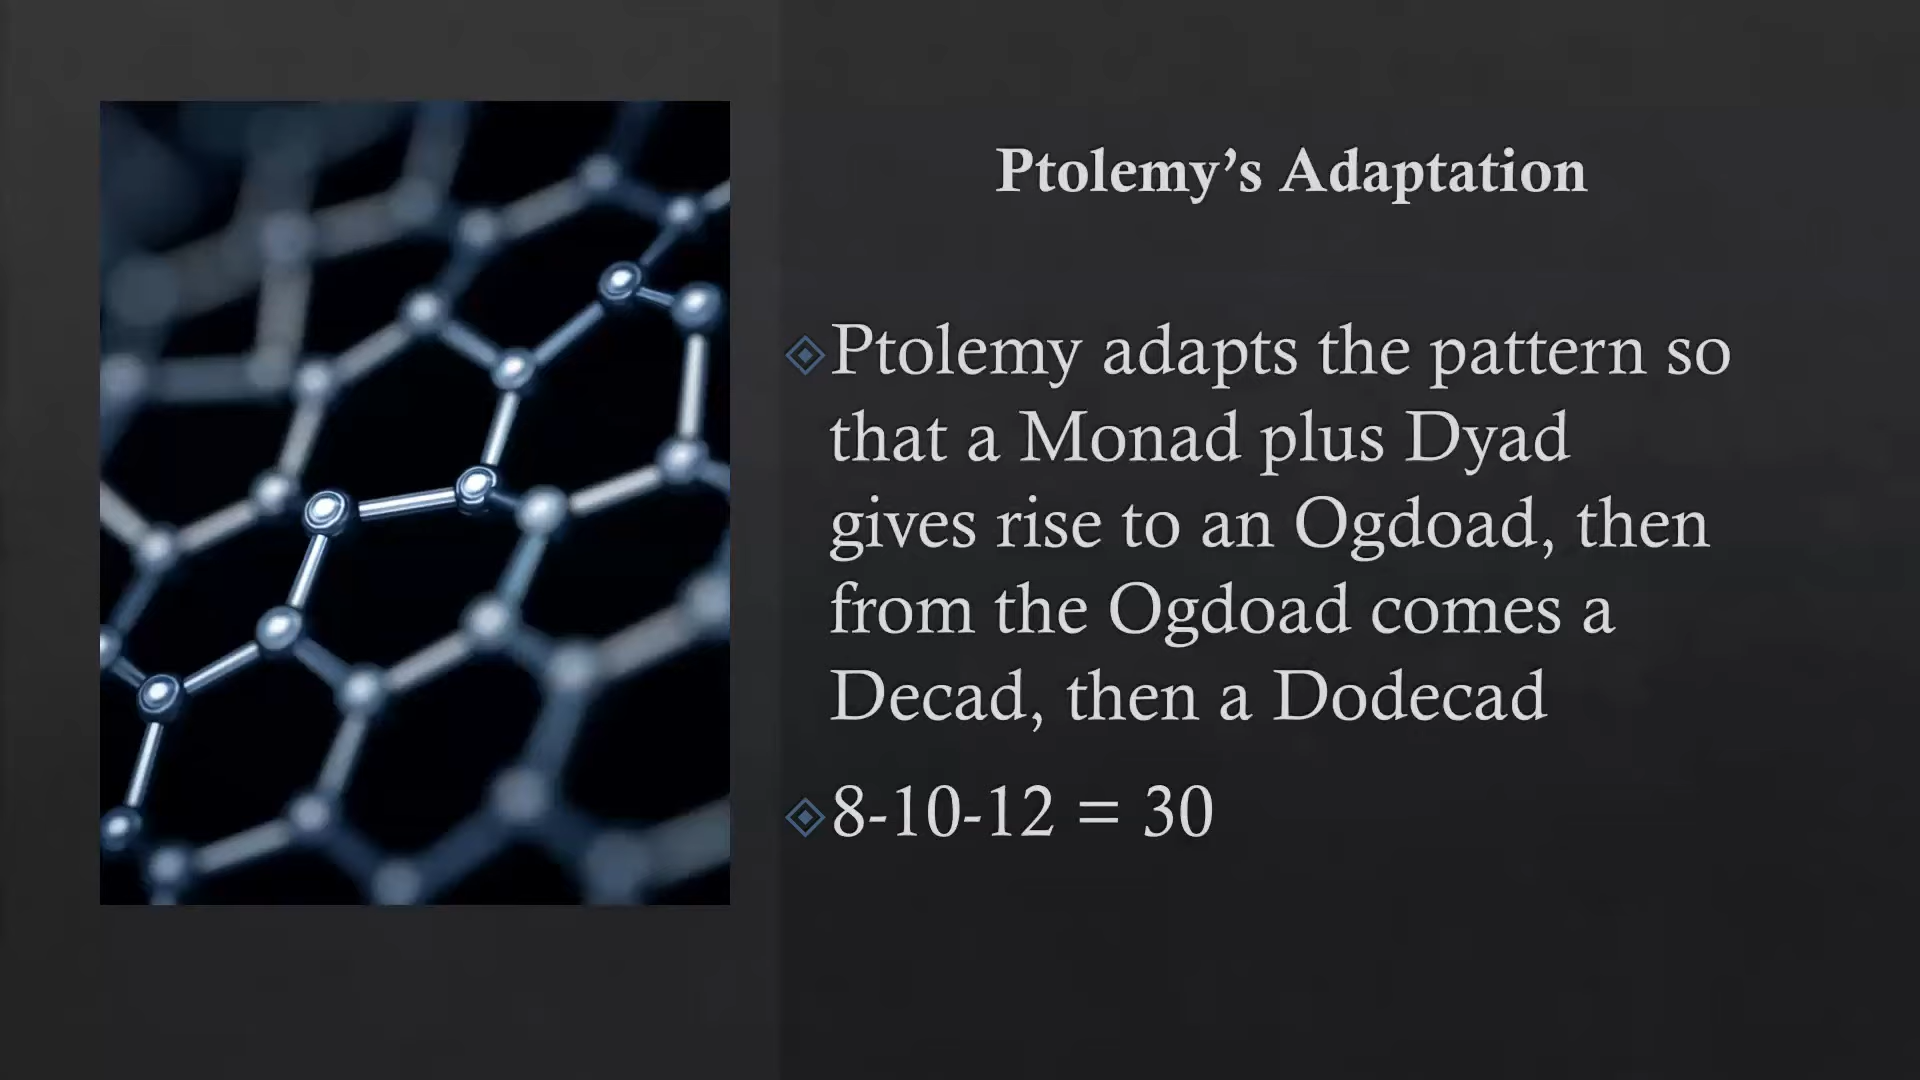 Ptolemy’s Adaptation
Ptolemy adapts the pattern so
that a Monad plus Dyad
gives rise to an Ogdoad, then
from the Ogdoad comes a
Decad, then a Dodecad
8-10-12 = 30